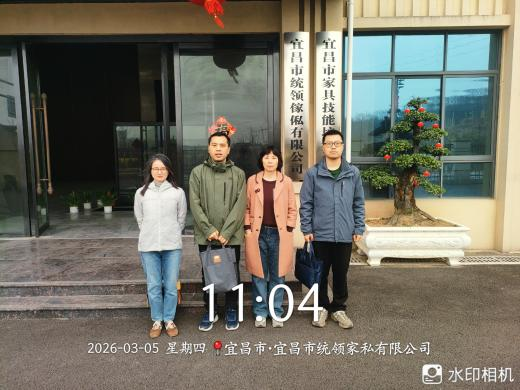 宜昌市统领傢俬有限公司
宜昌市家具技能
11:04
2026-03-05 星期四 宜昌市·宜昌市统领家私有限公司
水印相机